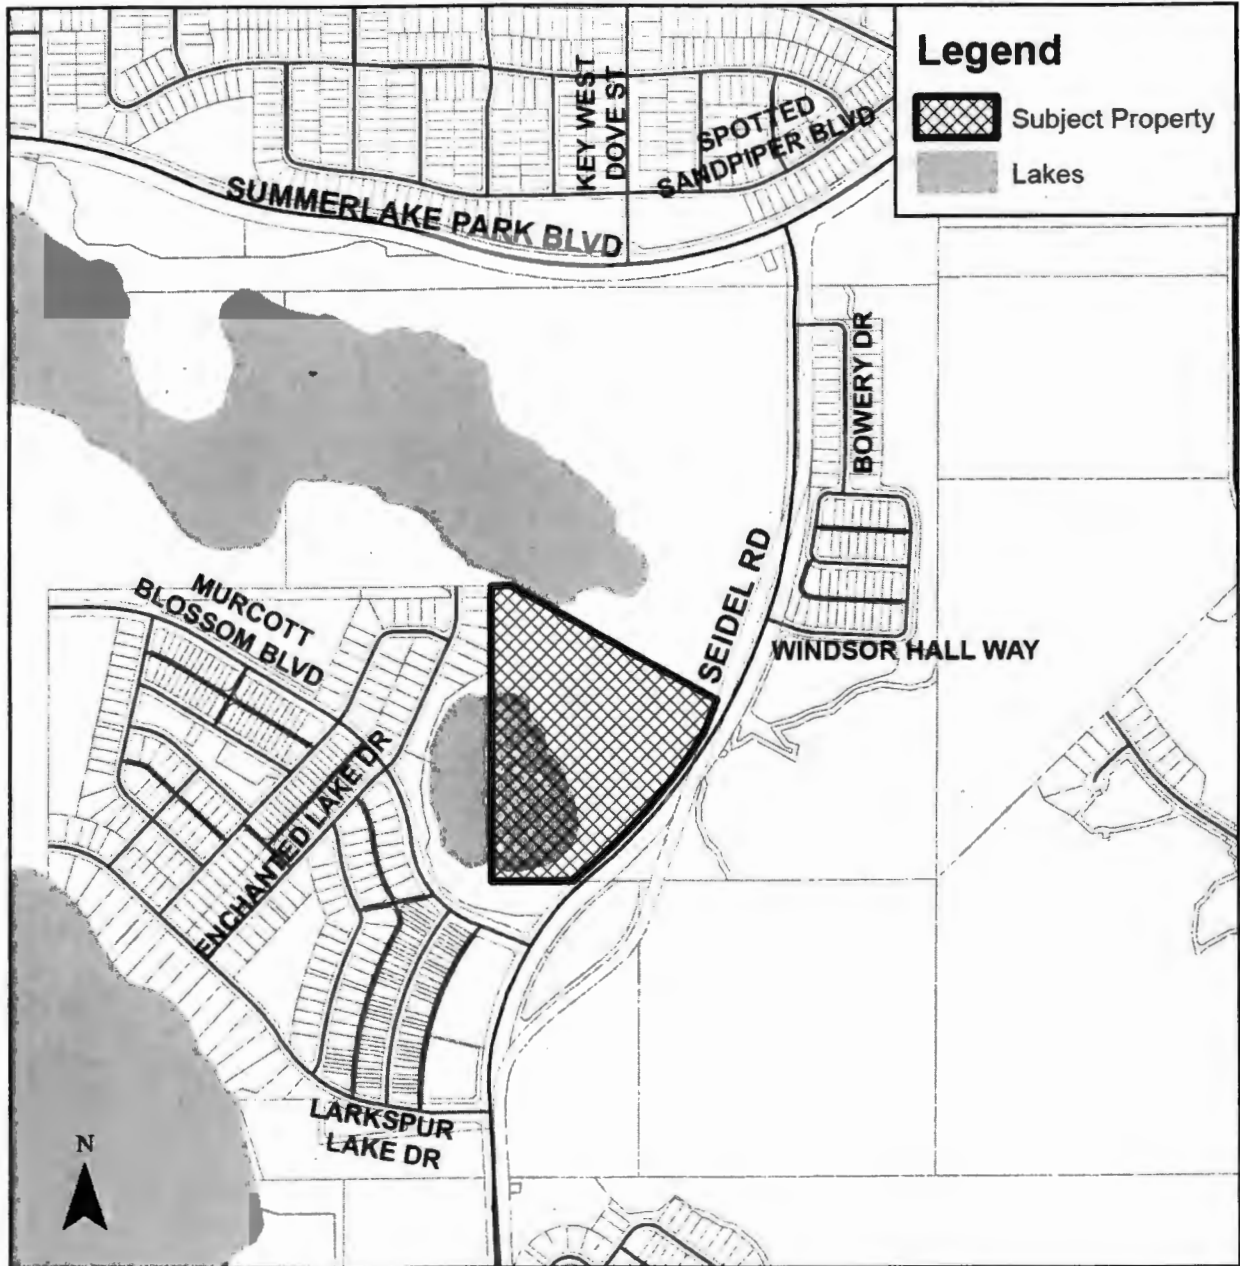 Legend
Subject Property
Lakes
KEY WEST
DOVE ST
SPOTTED
SANDPIPER BLVD
SUMMERLAKE PARK BLVD
BOWERY DR
SEIDEL RD
WINDSOR HALL WAY
MURCOTT
BLOSSOM BLVD
ENCHANTED LAKE DR
LARKSPUR
LAKE DR
N